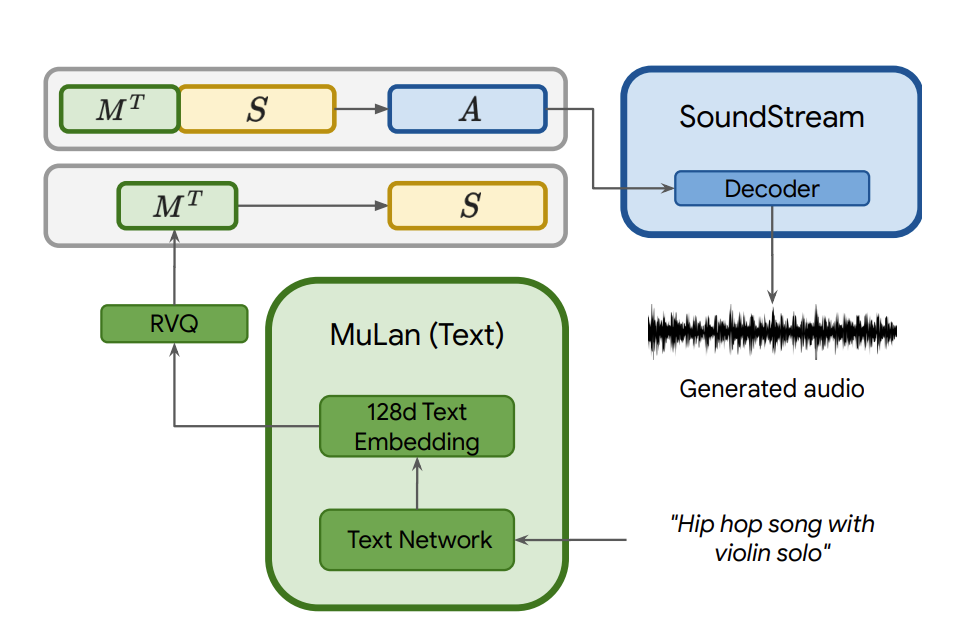 M^T S A
SoundStream
Decoder
M^T S
RVQ
MuLan (Text)
128d Text
Embedding
Text Network
Generated audio
"Hip hop song with
violin solo"